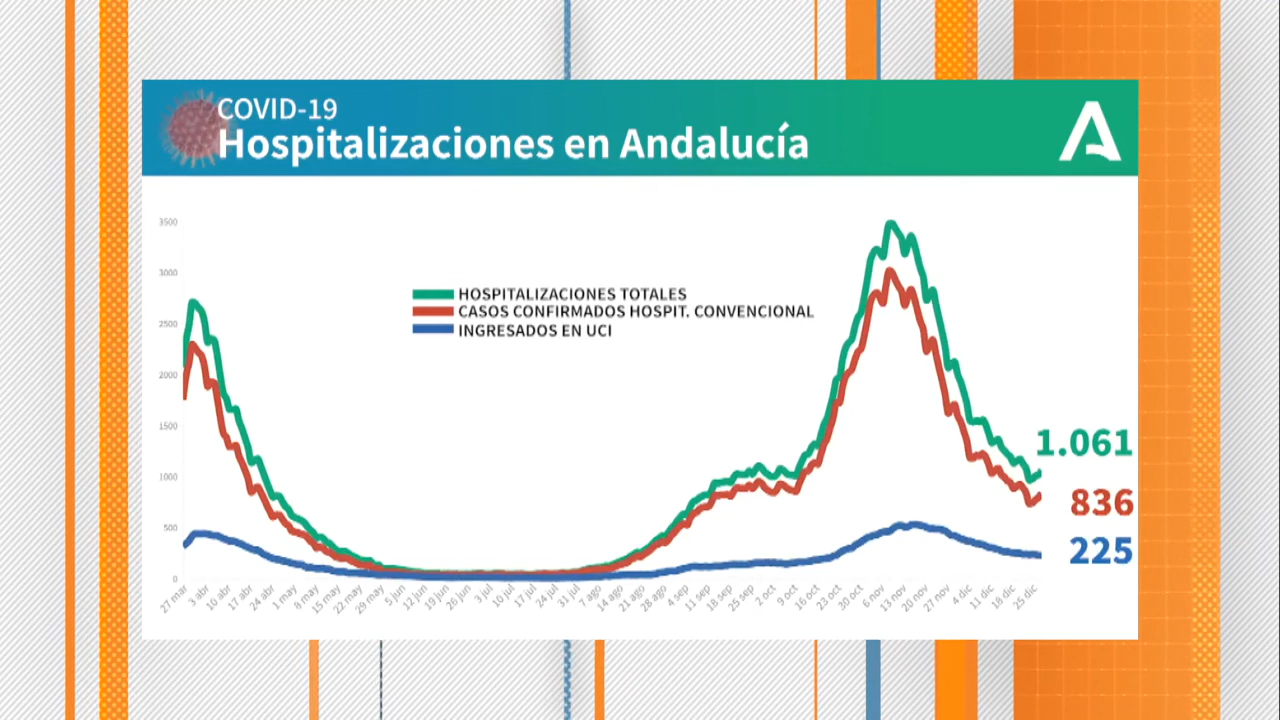 COVID-19
Hospitalizaciones en Andalucía
3500
3000
2500
2000
1500
1000
500
0
HOSPITALIZACIONES TOTALES
CASOS CONFIRMADOS HOSPIT. CONVENCIONAL
INGRESADOS EN UCI
1.061
836
225
27 mar
3 abr
10 abr
17 abr
24 abr
1 may
8 may
15 may
22 may
29 may
5 jun
12 jun
19 jun
26 jun
3 jul
10 jul
17 jul
24 jul
31 jul
7 ago
14 ago
21 ago
28 ago
4 sep
11 sep
18 sep
25 sep
2 oct
9 oct
16 oct
23 oct
30 oct
6 nov
13 nov
20 nov
27 nov
4 dic
11 dic
18 dic
25 dic